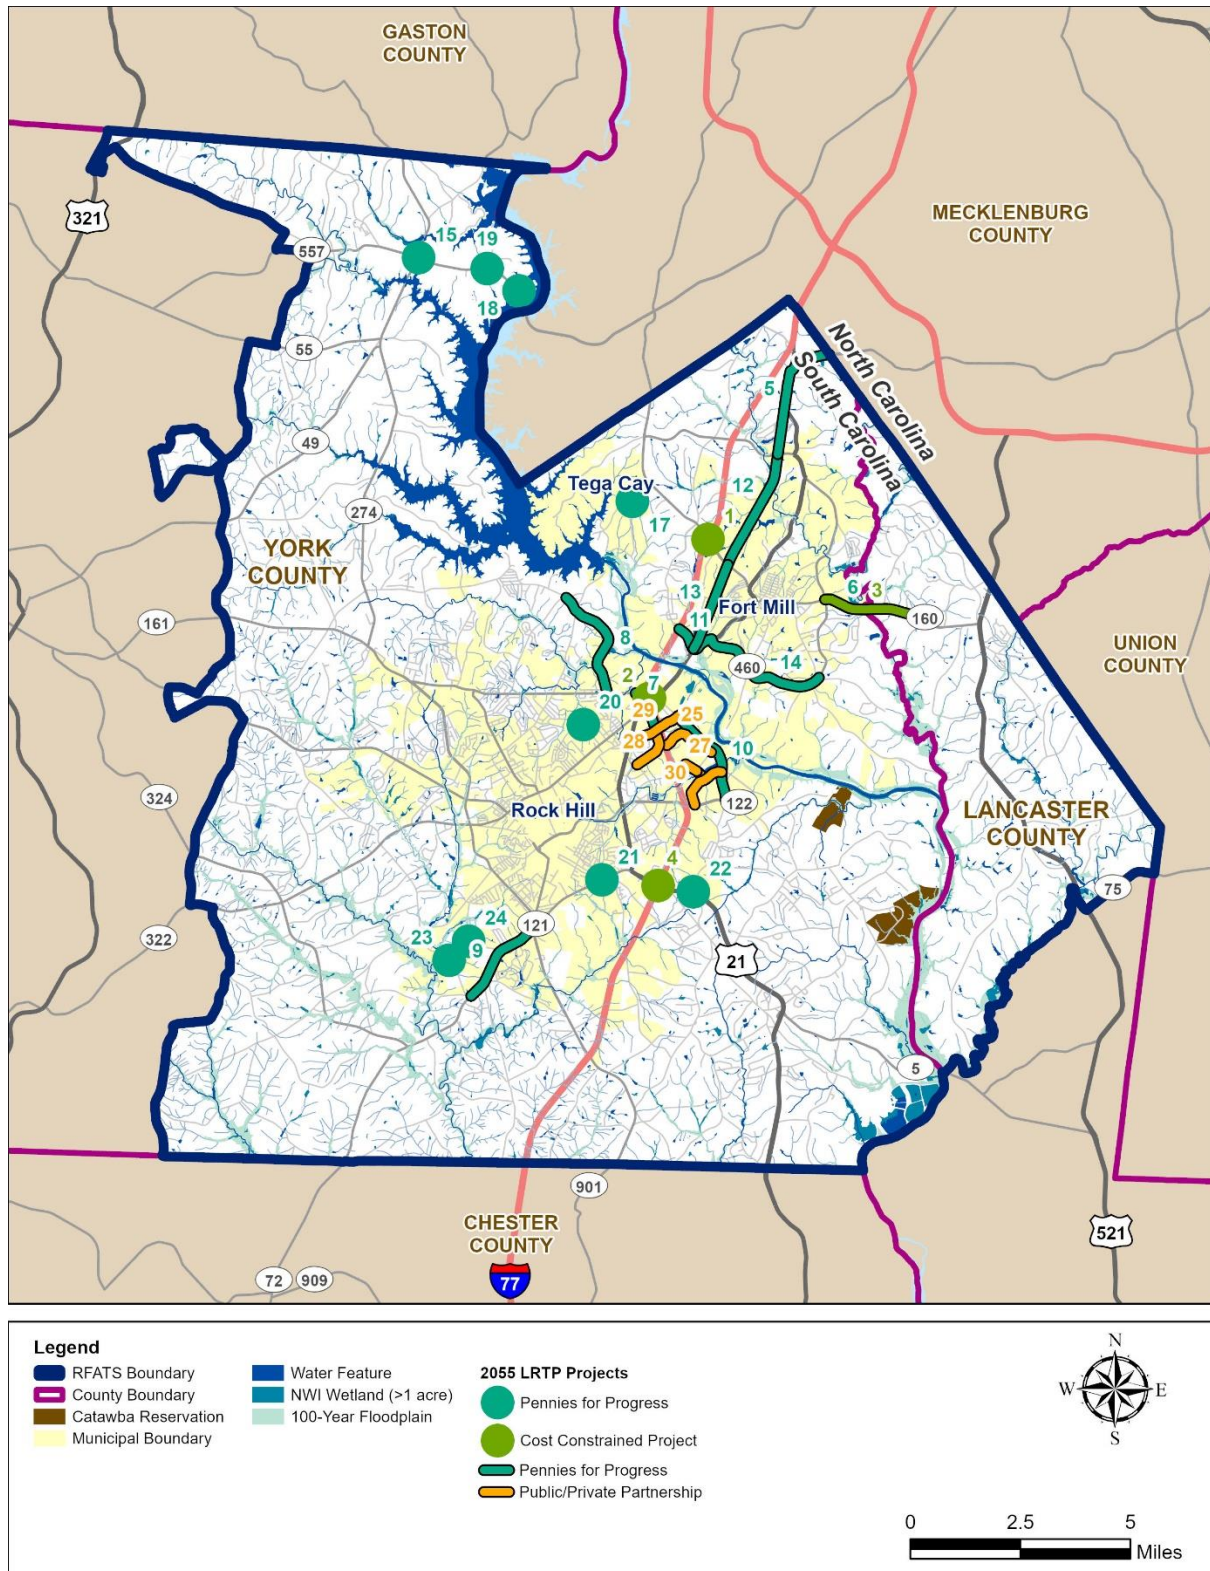 GASTON
COUNTY
MECKLENBURG
COUNTY
321
15
19
557
18
North Carolina
South Carolina
55
5
49
Tega Cay
12
274
17
1
YORK
COUNTY
13
6
3
Fort Mill
11
160
161
8
UNION
COUNTY
460
14
2
7
20
29
25
28
27
10
30
324
122
Rock Hill
LANCASTER
COUNTY
21
4
22
75
121
24
322
23
9
21
5
901
CHESTER
COUNTY
521
72
909
77
Legend
RFATS Boundary
County Boundary
Catawba Reservation
Municipal Boundary
Water Feature
NWI Wetland (>1 acre)
100-Year Floodplain
2055 LRTP Projects
Pennies for Progress
Cost Constrained Project
Pennies for Progress
Public/Private Partnership
N
W
E
S
0
2.5
5
Miles